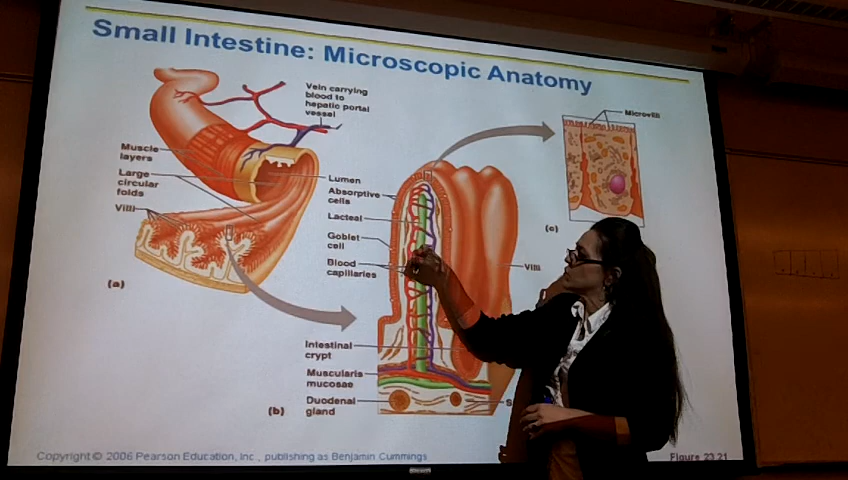 Small Intestine: Microscopic Anatomy
Vein carrying
blood to
hepatic portal
vessel
Muscle
layers
Large
circular
folds
Villi
(a)
Lumen
Absorptive
cells
Lacteal
Goblet
cell
Blood
capillaries
Intestinal
crypt
Muscularis
mucosae
Duodenal
gland
(b)
Villi
Microvilli
(c)
Copyright © 2006 Pearson Education, Inc., publishing as Benjamin Cummings
Figure 23.21